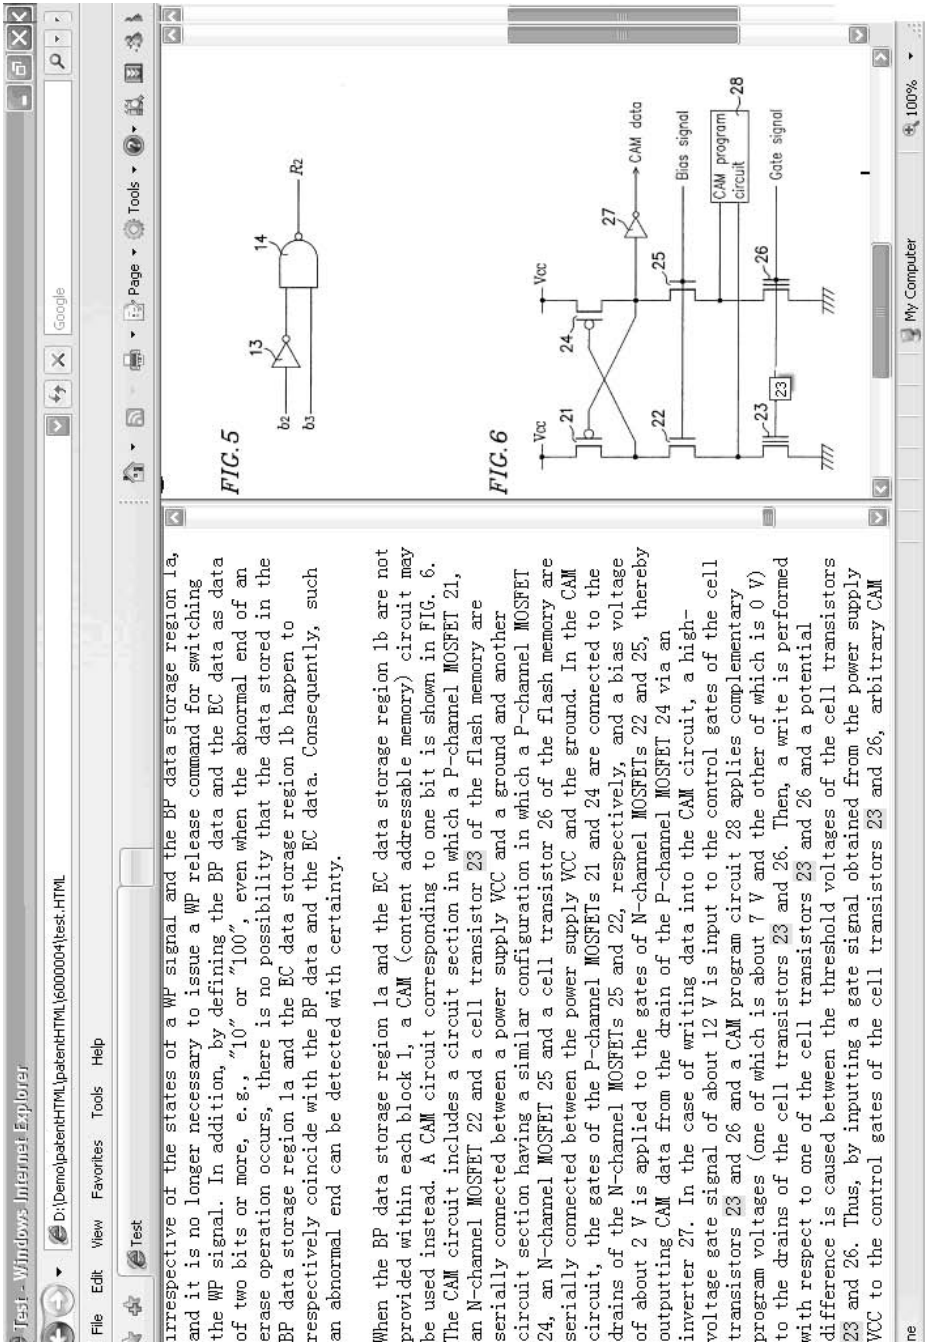 Test - Windows Internet Explorer
D:\Demo\patentHTML\patentHTML\6000004\test.HTML
Google
File Edit View Favorites Tools Help
Test
Page Tools
irrespective of the states of a WP signal and the BP data storage region 1a,
and it is no longer necessary to issue a WP release command for switching
the WP signal. In addition, by defining the BP data and the EC data as data
of two bits or more, e.g., "10" or "100", even when the abnormal end of an
erase operation occurs, there is no possibility that the data stored in the
BP data storage region 1a and the EC data storage region 1b happen to
respectively coincide with the BP data and the EC data. Consequently, such
an abnormal end can be detected with certainty.
When the BP data storage region 1a and the EC data storage region 1b are not
provided within each block 1, a CAM (content addressable memory) circuit may
be used instead. A CAM circuit corresponding to one bit is shown in FIG. 6.
The CAM circuit includes a circuit section in which a P-channel MOSFET 21,
an N-channel MOSFET 22 and a cell transistor 23 of the flash memory are
serially connected between a power supply VCC and a ground and another
circuit section having a similar configuration in which a P-channel MOSFET
24, an N-channel MOSFET 25 and a cell transistor 26 of the flash memory are
serially connected between the power supply VCC and the ground. In the CAM
circuit, the gates of the P-channel MOSFETs 21 and 24 are connected to the
drains of the N-channel MOSFETs 25 and 22, respectively, and a bias voltage
of about 2 V is applied to the gates of N-channel MOSFETs 22 and 25, thereby
outputting CAM data from the drain of the P-channel MOSFET 24 via an
inverter 27. In the case of writing data into the CAM circuit, a high-
voltage gate signal of about 12 V is input to the control gates of the cell
transistors 23 and 26 and a CAM program circuit 28 applies complementary
program voltages (one of which is about 7 V and the other of which is 0 V)
to the drains of the cell transistors 23 and 26. Then, a write is performed
with respect to one of the cell transistors 23 and 26 and a potential
difference is caused between the threshold voltages of the cell transistors
23 and 26. Thus, by inputting a gate signal obtained from the power supply
VCC to the control gates of the cell transistors 23 and 26, arbitrary CAM
FIG.5
b2
b3
13
14
R2
FIG.6
Vcc
Vcc
21
24
27
CAM data
22
25
Bias signal
CAM program
circuit
28
23
23
26
Gate signal
ne
My Computer
100%